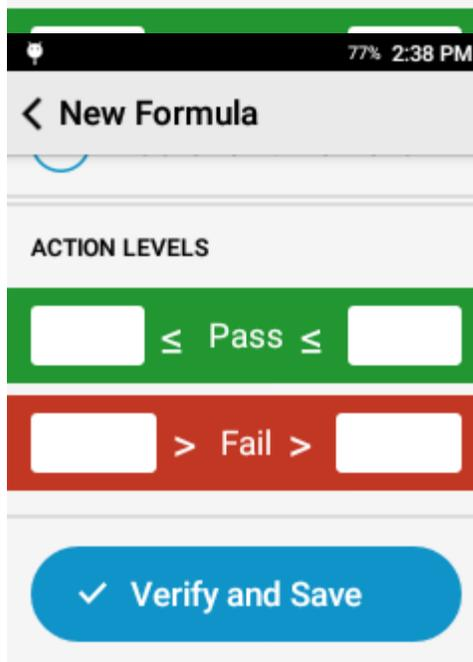 77% 2:38 PM
New Formula
ACTION LEVELS
≤ Pass ≤
> Fail >
Verify and Save